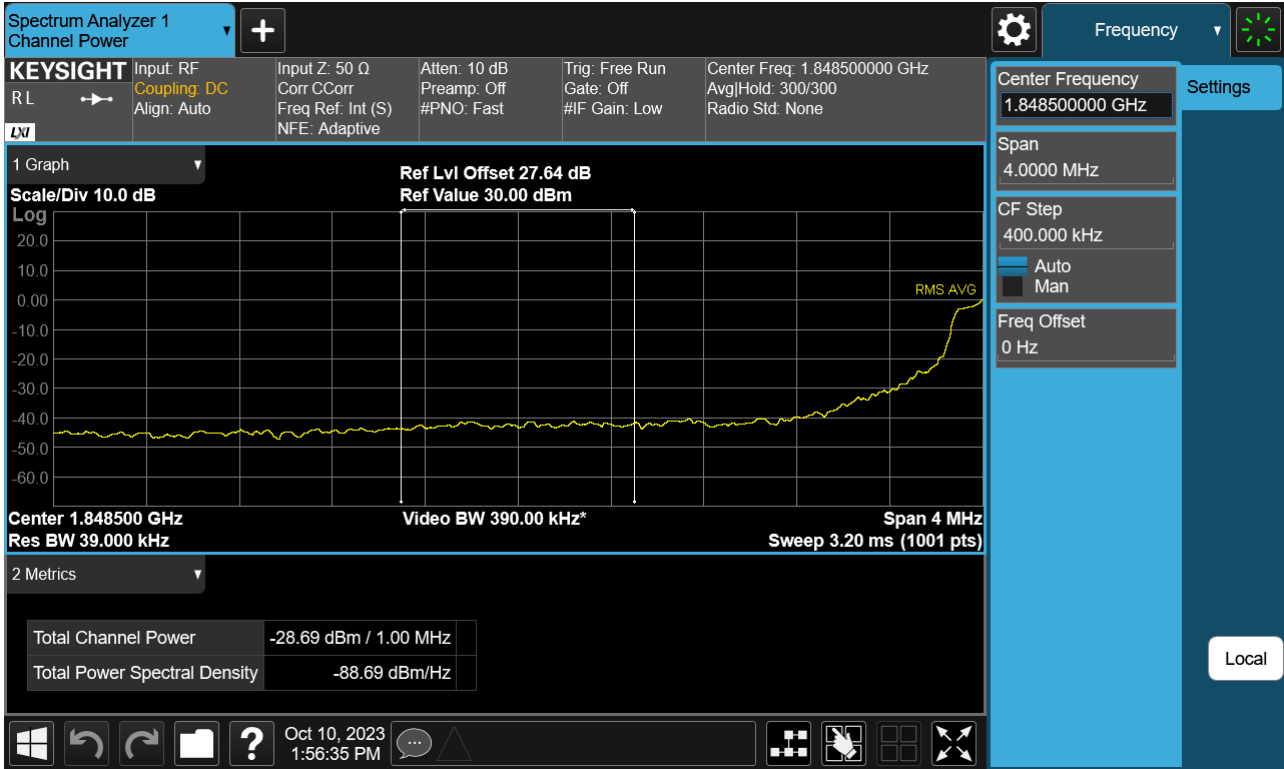 Spectrum Analyzer 1
Channel Power
Frequency
KEYSIGHT
R L
LXI
Input: RF
Coupling: DC
Align: Auto
Input Z: 50 Ω
Corr CCorr
Freq Ref: Int (S)
NFE: Adaptive
Atten: 10 dB
Preamp: Off
#PNO: Fast
Trig: Free Run
Gate: Off
#IF Gain: Low
Center Freq: 1.848500000 GHz
Avg|Hold: 300/300
Radio Std: None
Center Frequency
1.848500000 GHz
Settings
Span
4.0000 MHz
CF Step
400.000 kHz
Auto
Man
Freq Offset
0 Hz
Local
1 Graph
Scale/Div 10.0 dB
Log
Ref Lvl Offset 27.64 dB
Ref Value 30.00 dBm
20.0
10.0
0.00
-10.0
-20.0
-30.0
-40.0
-50.0
-60.0
RMS AVG
Center 1.848500 GHz
Res BW 39.000 kHz
Video BW 390.00 kHz*
Span 4 MHz
Sweep 3.20 ms (1001 pts)
2 Metrics
Total Channel Power -28.69 dBm / 1.00 MHz
Total Power Spectral Density -88.69 dBm/Hz
?
Oct 10, 2023
1:56:35 PM